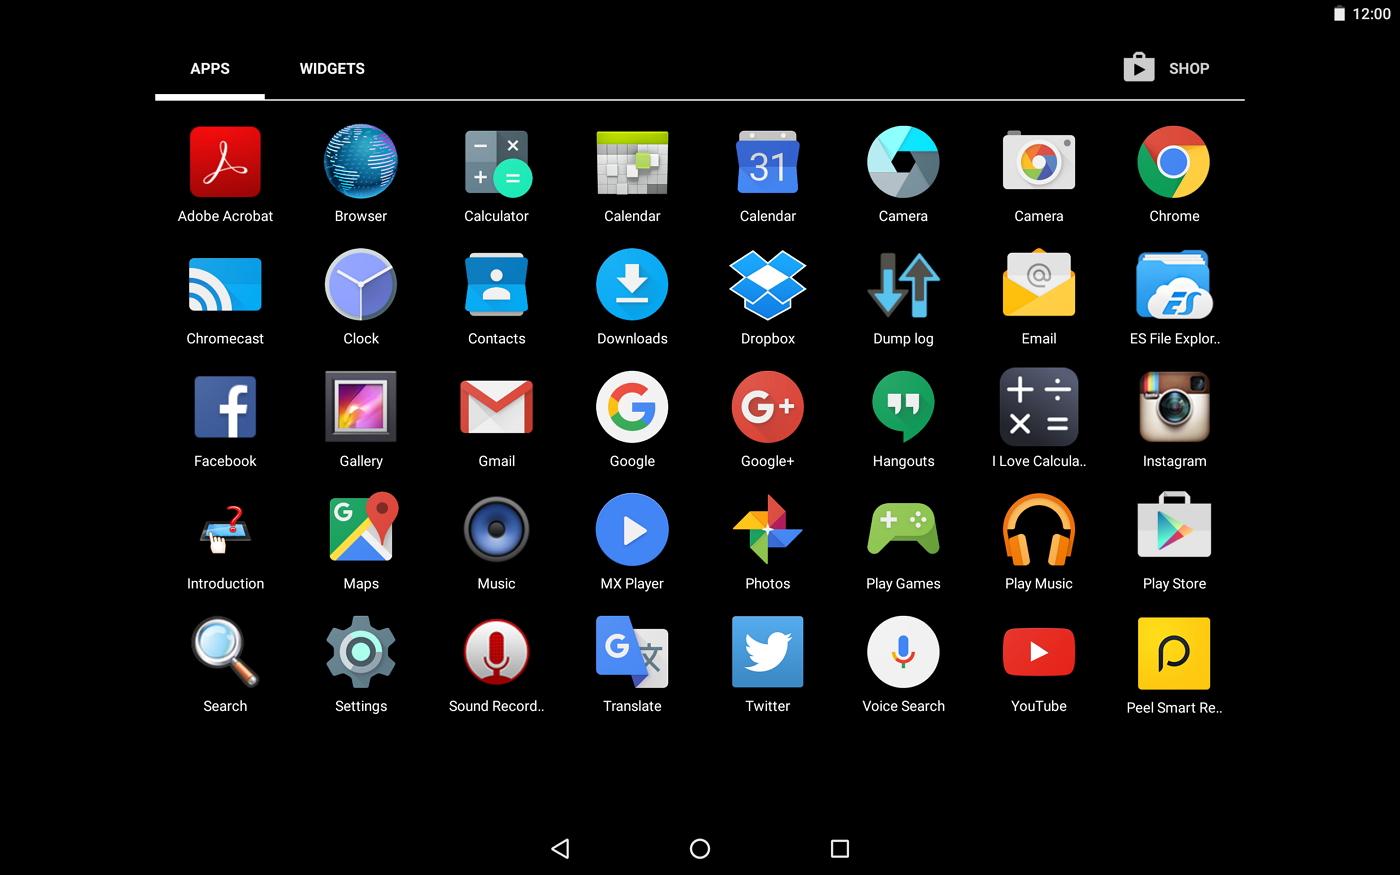 12:00
APPS WIDGETS SHOP
31
Adobe Acrobat Browser Calculator Calendar Calendar Camera Camera Chrome
@ ES
Chromecast Clock Contacts Downloads Dropbox Dump log Email ES File Explor..
f G G+
Facebook Gallery Gmail Google Google+ Hangouts I Love Calcula.. Instagram
G ?
Introduction Maps Music MX Player Photos Play Games Play Music Play Store
G 文
Search Settings Sound Record.. Translate Twitter Voice Search YouTube Peel Smart Re..